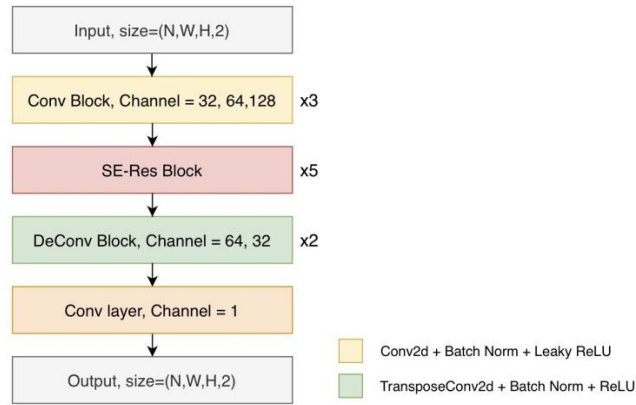 Input, size=(N,W,H,2)
Conv Block, Channel = 32, 64,128 x3
SE-Res Block x5
DeConv Block, Channel = 64, 32 x2
Conv layer, Channel = 1
Output, size=(N,W,H,2)
Conv2d + Batch Norm + Leaky ReLU
TransposeConv2d + Batch Norm + ReLU